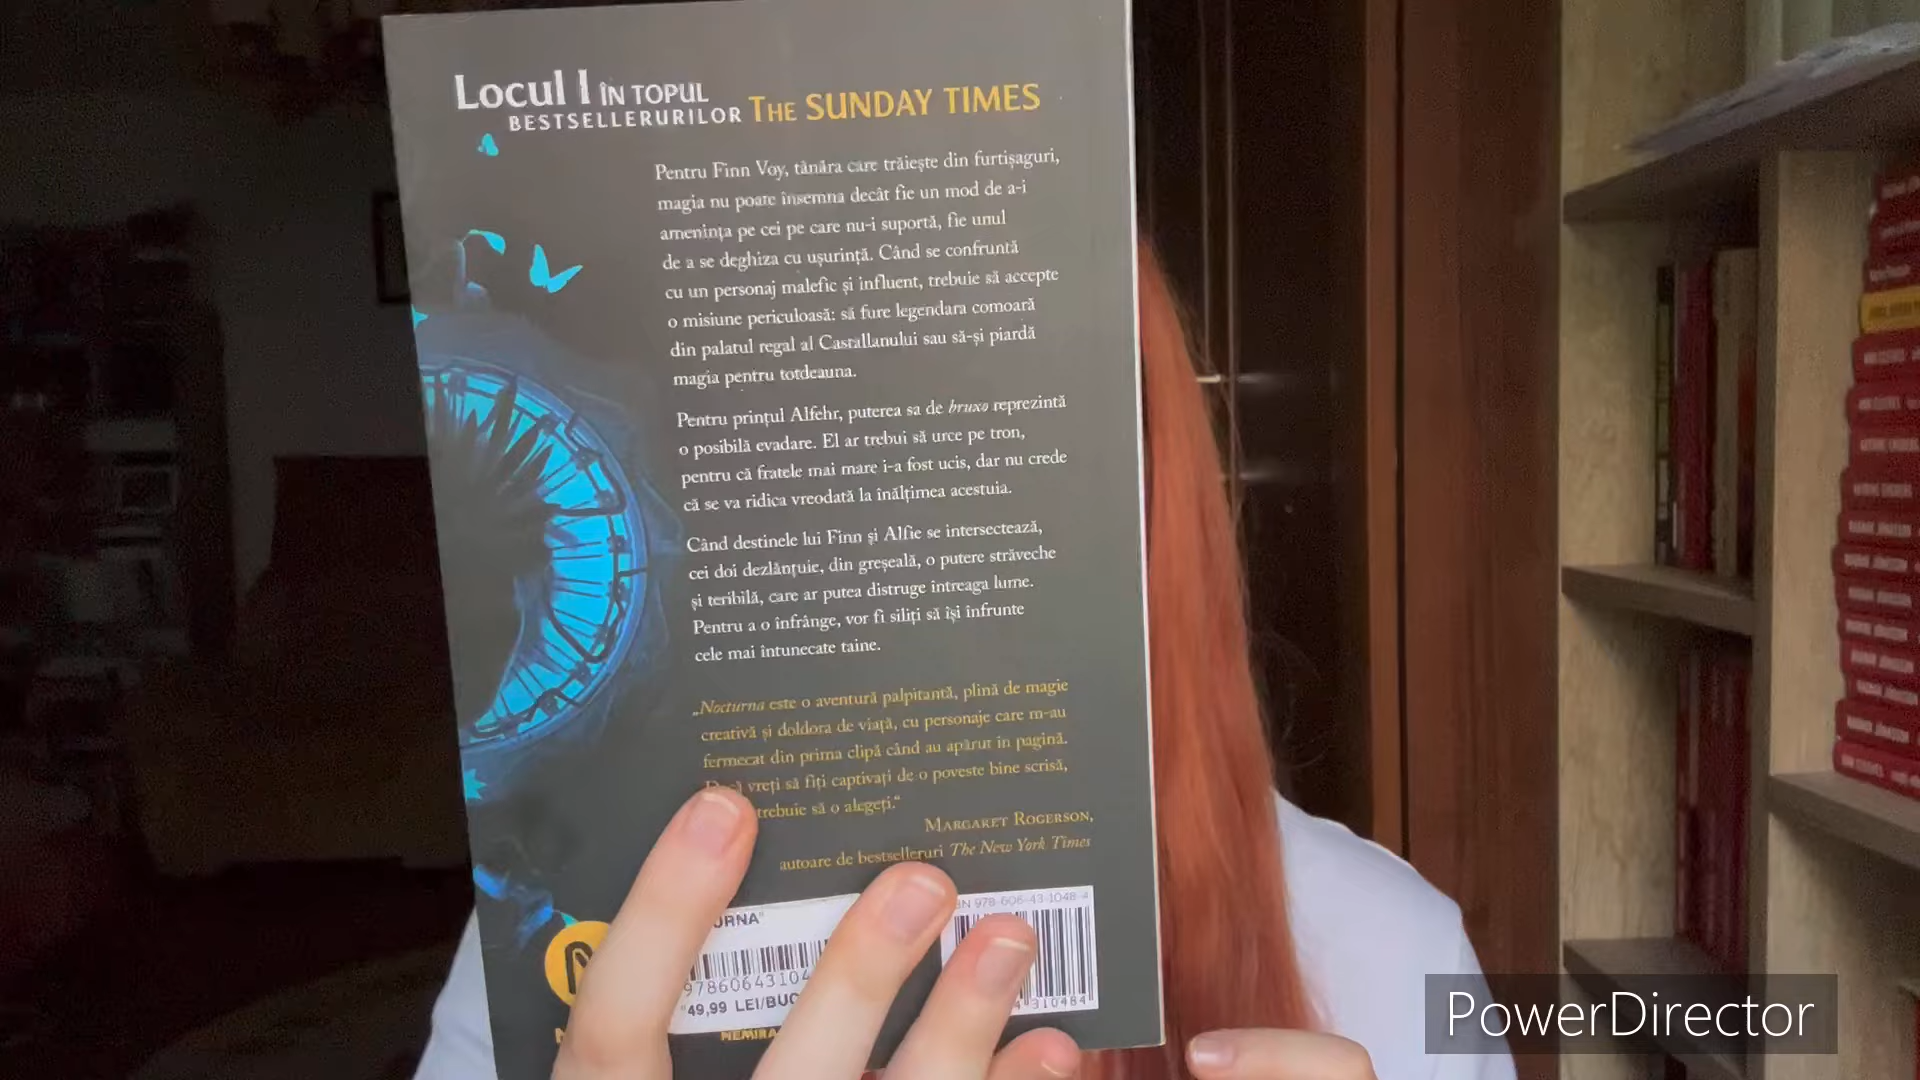 Locul I ÎN TOPUL
BESTSELLERURILOR THE SUNDAY TIMES
Pentru Finn Voy, tânăra care trăiește din furtișaguri,
magia nu poate însemna decât fie un mod de a-i
amenința pe cei pe care nu-i suportă, fie unul
de a se deghiza cu ușurință. Când se confruntă
cu un personaj malefic și influent, trebuie să accepte
o misiune periculoasă: să fure legendara comoară
din palatul regal al Castallanului sau să-și piardă
magia pentru totdeauna.
Pentru prințul Alfehr, puterea sa de bruxo reprezintă
o posibilă evadare. El ar trebui să urce pe tron,
pentru că fratele mai mare i-a fost ucis, dar nu crede
că se va ridica vreodată la înălțimea acestuia.
Când destinele lui Finn și Alfie se intersectează,
cei doi dezlănțuie, din greșeală, o putere străveche
și teribilă, care ar putea distruge întreaga lume.
Pentru a o înfrânge, vor fi siliți să își înfrunte
cele mai întunecate taine.
„Nocturna este o aventură palpitantă, plină de magie
creativă și doldora de viață, cu personaje care m-au
fermecat din prima clipă când au apărut în pagină.
vreți să fiți captivați de o poveste bine scrisă,
trebuie să o alegeți.“
MARGARET ROGERSON,
autoare de bestselleruri The New York Times
URNA"
97860643104
"49,99 LEI/BUC
NEMIRA
978-606-43-1048-4
310484
PowerDirector